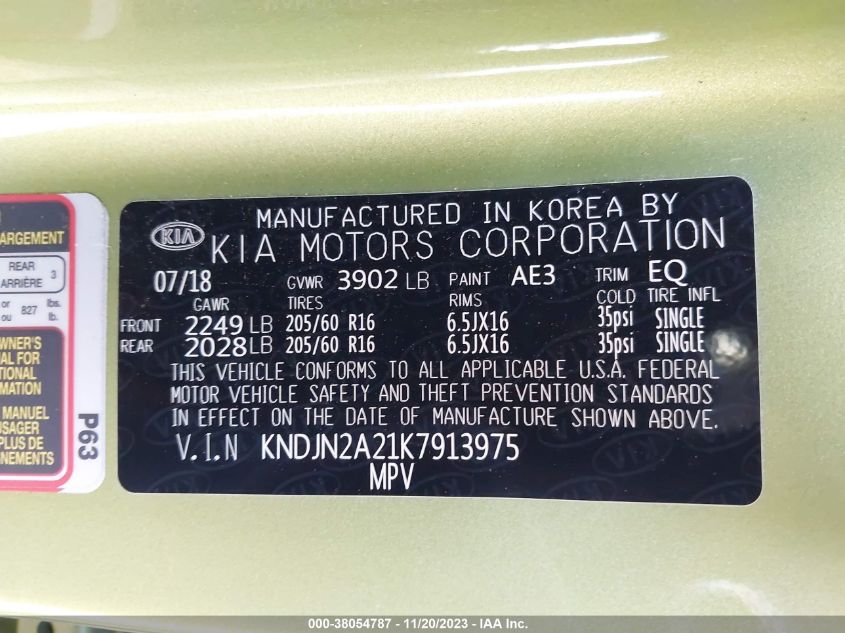 MANUFACTURED IN KOREA BY
KIA
KIA MOTORS CORPORATION
07/18 GVWR 3902 LB PAINT AE3 TRIM EQ
GAWR TIRES RIMS COLD TIRE INFL
FRONT 2249 LB 205/60 R16 6.5JX16 35psi SINGLE
REAR 2028 LB 205/60 R16 6.5JX16 35psi SINGLE
THIS VEHICLE CONFORMS TO ALL APPLICABLE U.S.A. FEDERAL
MOTOR VEHICLE SAFETY AND THEFT PREVENTION STANDARDS
IN EFFECT ON THE DATE OF MANUFACTURE SHOWN ABOVE.
V.I.N KNDJN2A21K7913975
MPV
ARGEMENT
REAR 3
ARRIÈRE
or 827 lbs.
ou lb.
OWNER'S
AL FOR
TIONAL
RMATION
MANUEL
USAGER
PLUS DE
NEMENTS
P63
000-38054787 - 11/20/2023 - IAA Inc.